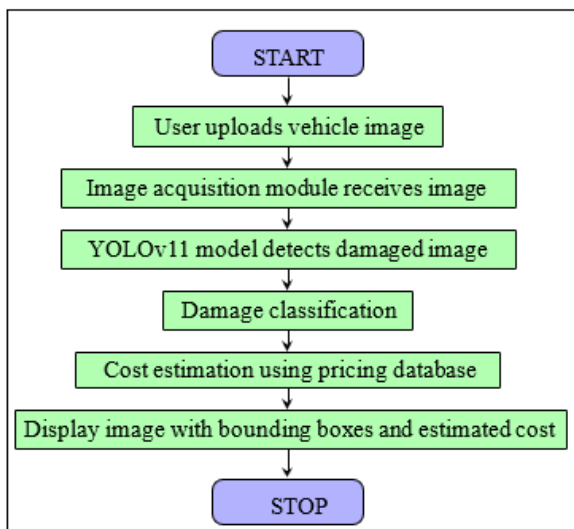 START
User uploads vehicle image
Image acquisition module receives image
YOLOv11 model detects damaged image
Damage classification
Cost estimation using pricing database
Display image with bounding boxes and estimated cost
STOP